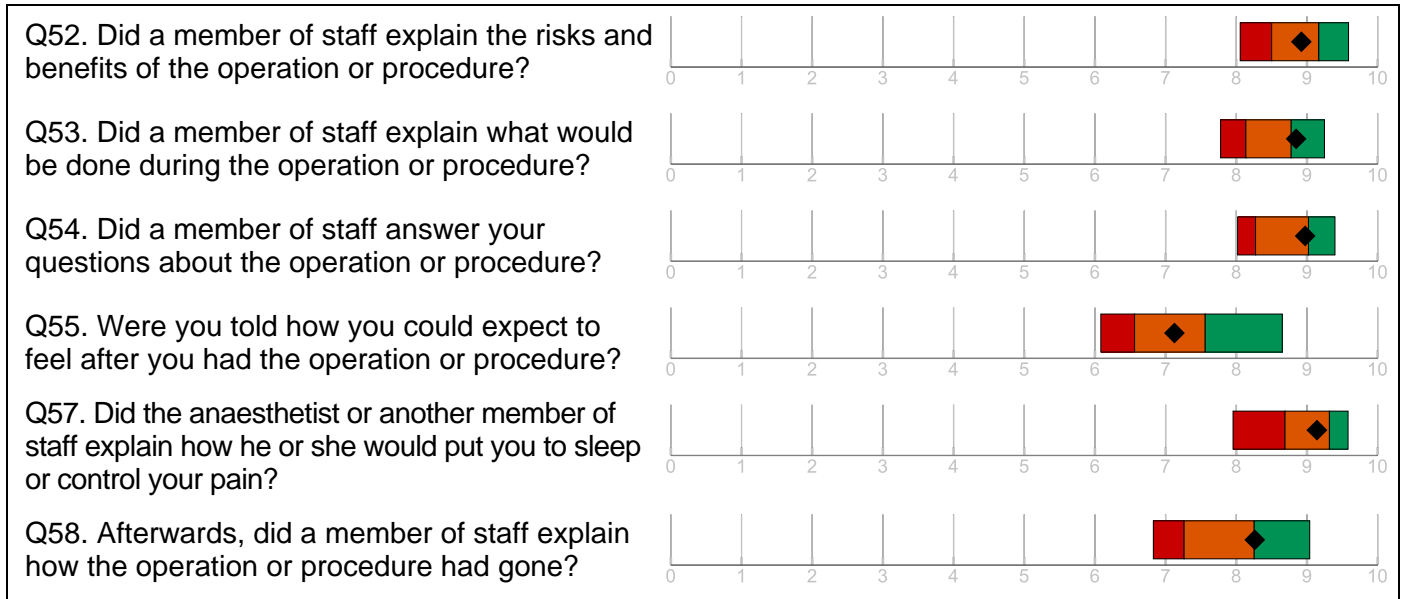 Q52. Did a member of staff explain the risks and
benefits of the operation or procedure?
0 1 2 3 4 5 6 7 8 9 10
Q53. Did a member of staff explain what would
be done during the operation or procedure?
0 1 2 3 4 5 6 7 8 9 10
Q54. Did a member of staff answer your
questions about the operation or procedure?
0 1 2 3 4 5 6 7 8 9 10
Q55. Were you told how you could expect to
feel after you had the operation or procedure?
0 1 2 3 4 5 6 7 8 9 10
Q57. Did the anaesthetist or another member of
staff explain how he or she would put you to sleep
or control your pain?
0 1 2 3 4 5 6 7 8 9 10
Q58. Afterwards, did a member of staff explain
how the operation or procedure had gone?
0 1 2 3 4 5 6 7 8 9 10